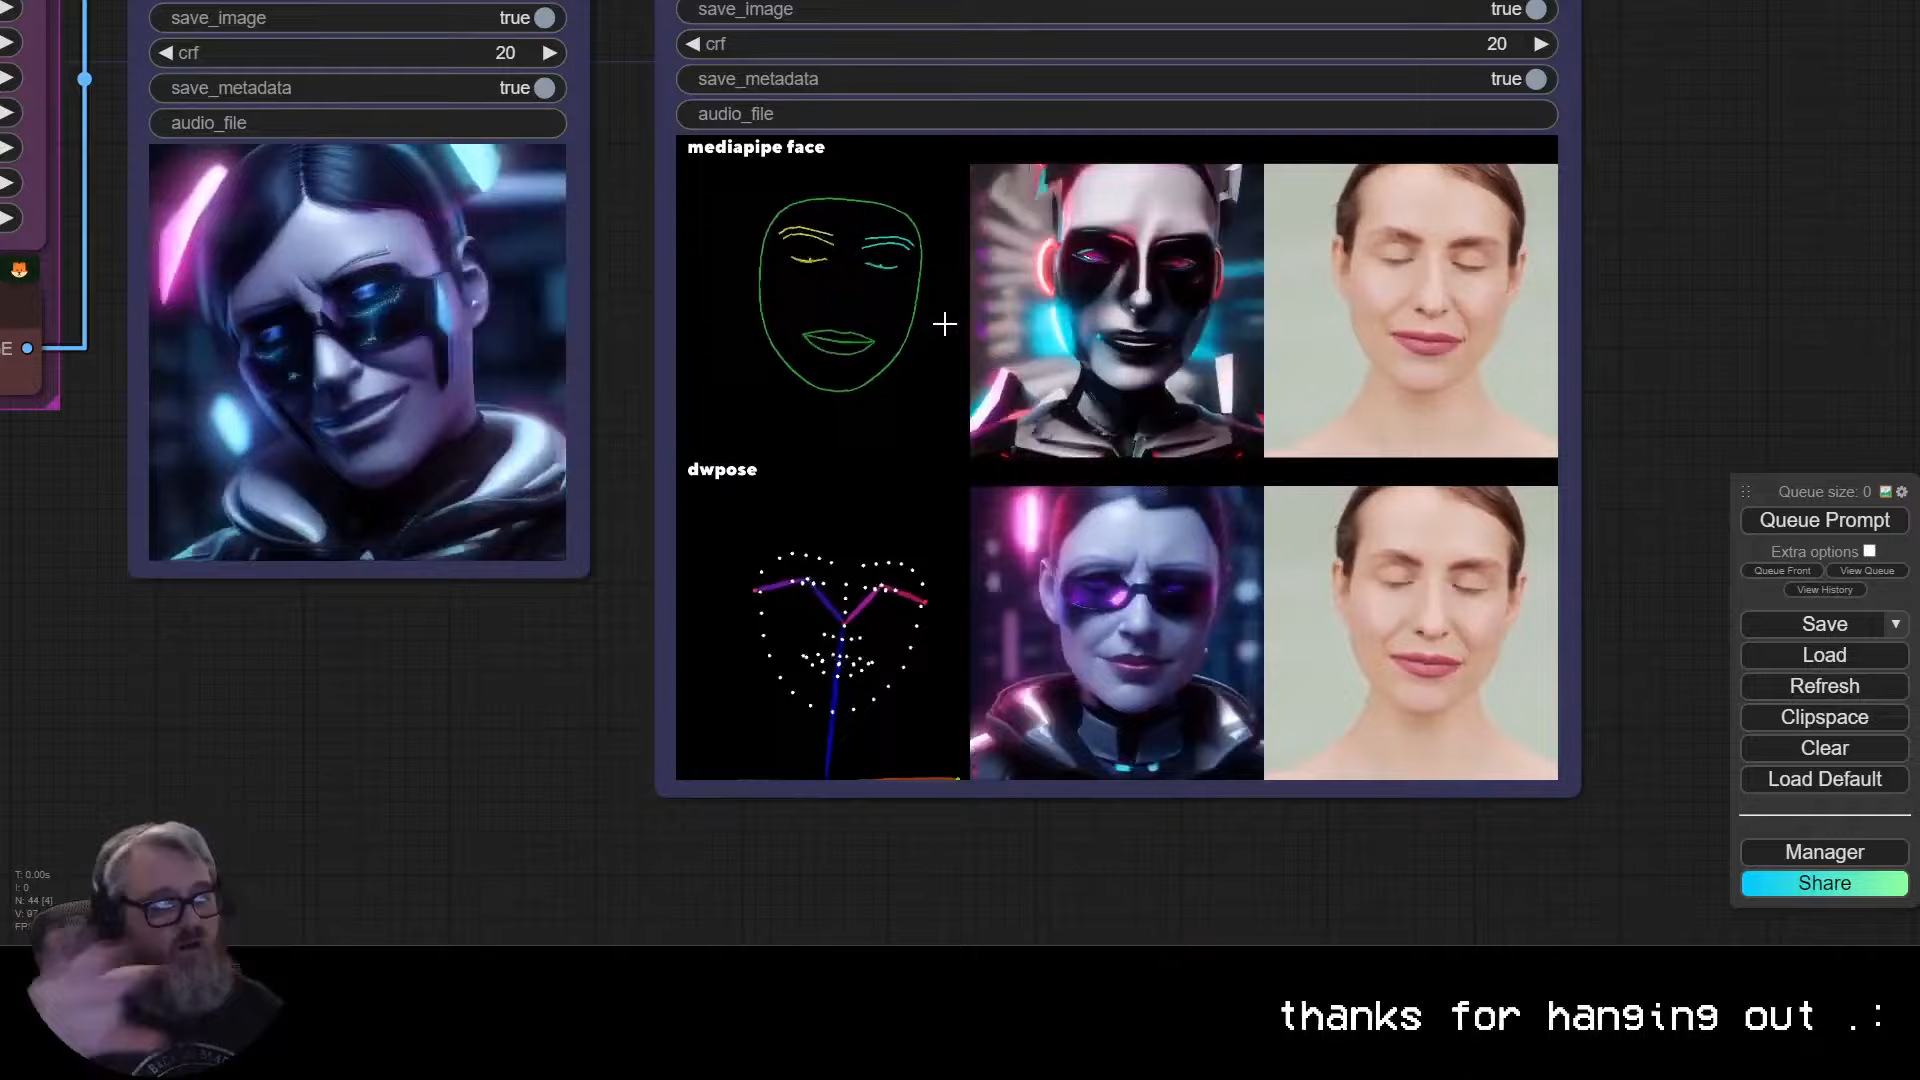 save_image true
crf 20
save_metadata true
audio_file
save_image true
crf 20
save_metadata true
audio_file
mediapipe face
dwpose
E
Queue size: 0
Queue Prompt
Extra options
Queue Front View Queue
View History
Save
Load
Refresh
Clipspace
Clear
Load Default
Manager
Share
T: 0.00s
I: 0
N: 44 [4]
thanks for hanging out .: